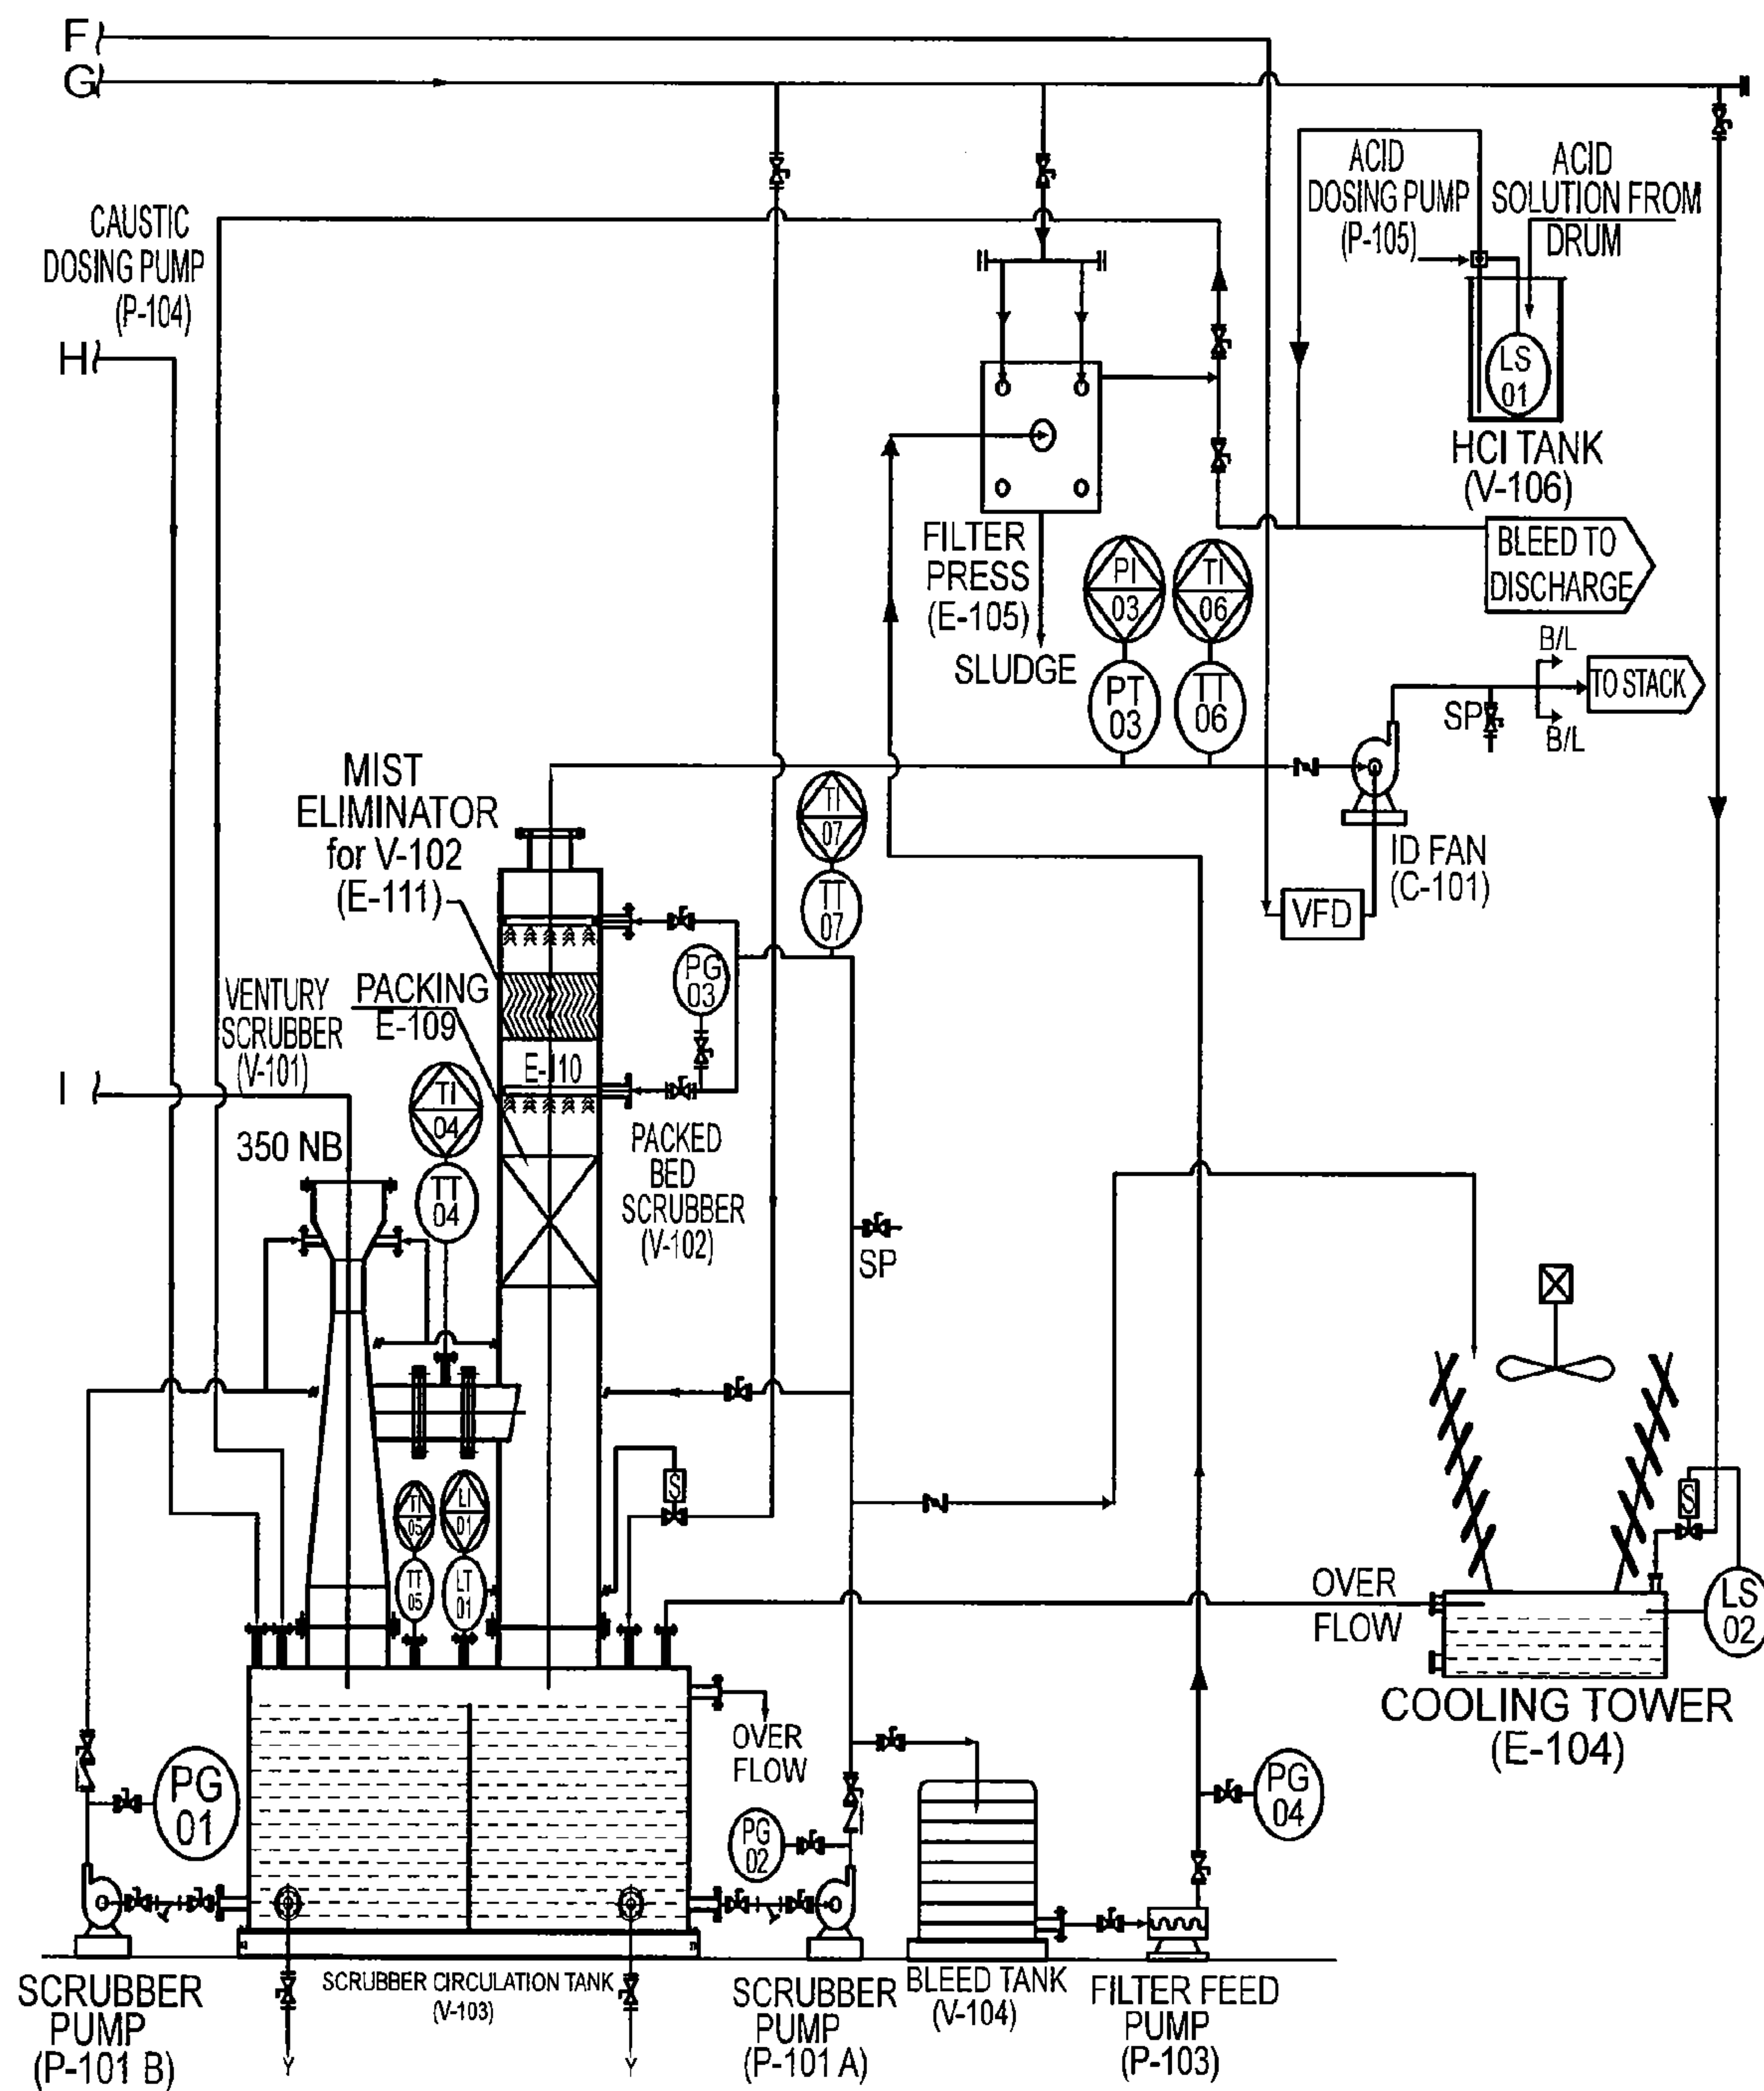 F
G
ACID
DOSING PUMP
(P-105)
ACID
SOLUTION FROM
DRUM
CAUSTIC
DOSING PUMP
(P-104)
H
LS
01
HCI TANK
(V-106)
FILTER
PRESS
(E-105)
SLUDGE
PI
03
TI
06
PT
03
TT
06
BLEED TO
DISCHARGE
B/L
TO STACK
SP
B/L
MIST
ELIMINATOR
for V-102
(E-111)
TI
07
TT
07
ID FAN
(C-101)
VFD
PG
03
VENTURY
SCRUBBER
(V-101)
PACKING
E-109
E-110
I
350 NB
TI
04
TT
04
PACKED
BED
SCRUBBER
(V-102)
SP
S
TI
05
LI
01
TT
05
LT
01
S
OVER
FLOW
LS
02
COOLING TOWER
(E-104)
OVER
FLOW
PG
01
PG
02
PG
04
SCRUBBER
PUMP
(P-101 B)
SCRUBBER CIRCULATION TANK
(V-103)
SCRUBBER
PUMP
(P-101 A)
BLEED TANK
(V-104)
FILTER FEED
PUMP
(P-103)
Y
Y